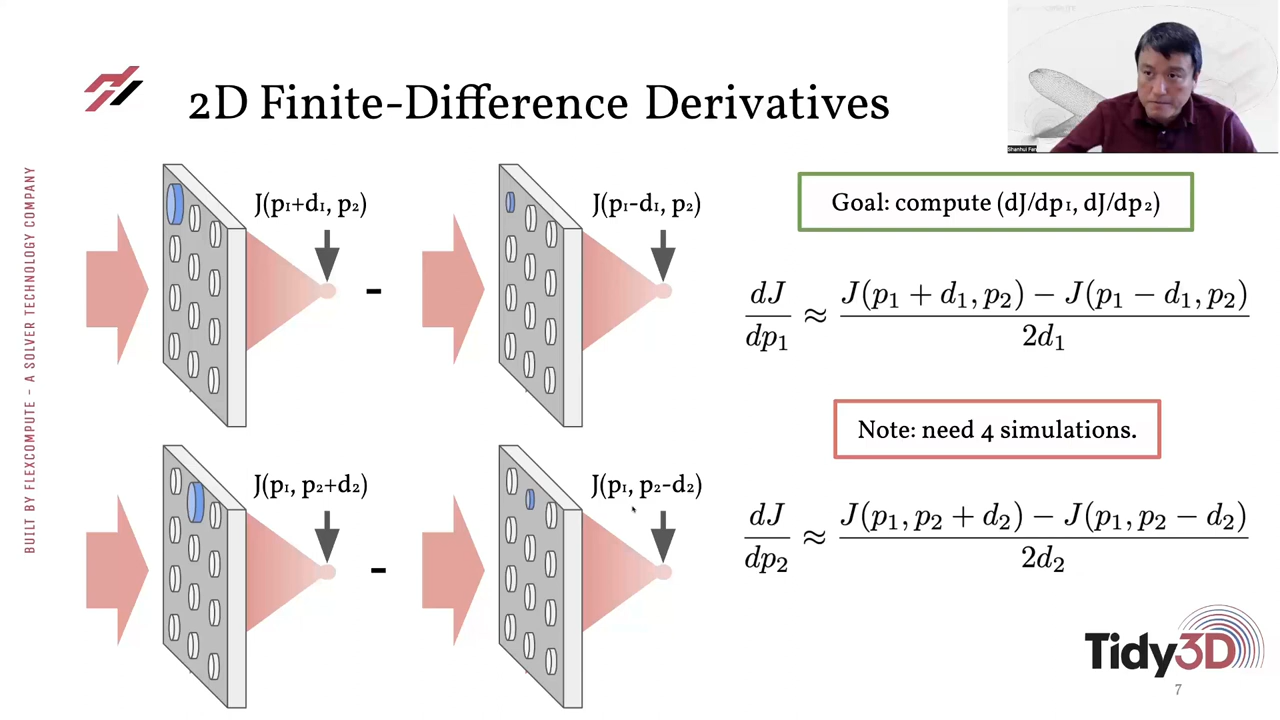 2D Finite-Difference Derivatives
Shanhui Fan
BUILT BY FLEXCOMPUTE - A SOLVER TECHNOLOGY COMPANY
J(p₁+d₁, p₂)
-
J(p₁-d₁, p₂)
Goal: compute (dJ/dp₁, dJ/dp₂)
dJ/dp₁ ≈ J(p₁ + d₁, p₂) − J(p₁ − d₁, p₂) / 2d₁
Note: need 4 simulations.
J(p₁, p₂+d₂)
-
J(p₁, p₂-d₂)
dJ/dp₂ ≈ J(p₁, p₂ + d₂) − J(p₁, p₂ − d₂) / 2d₂
Tidy3D
7